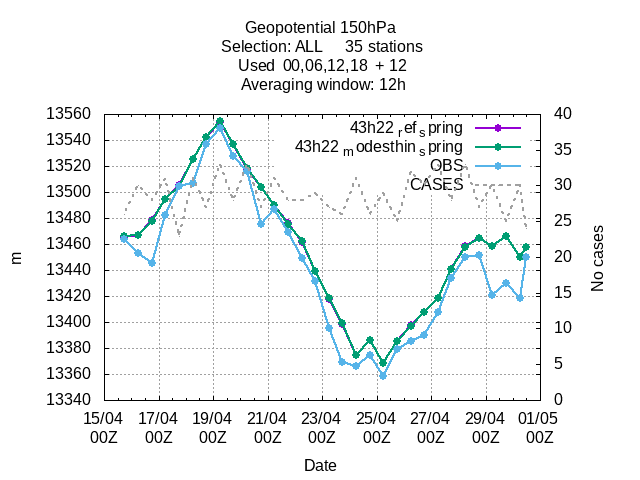 Geopotential 150hPa
Selection: ALL 35 stations
Used 00,06,12,18 + 12
Averaging window: 12h
13560
13540
13520
13500
13480
13460
13440
13420
13400
13380
13360
13340
m
40
35
30
25
20
15
10
5
0
No cases
43h22 ref spring
43h22 modesthin spring
OBS
CASES
15/04 17/04 19/04 21/04 23/04 25/04 27/04 29/04 01/05
00Z 00Z 00Z 00Z 00Z 00Z 00Z 00Z 00Z
Date